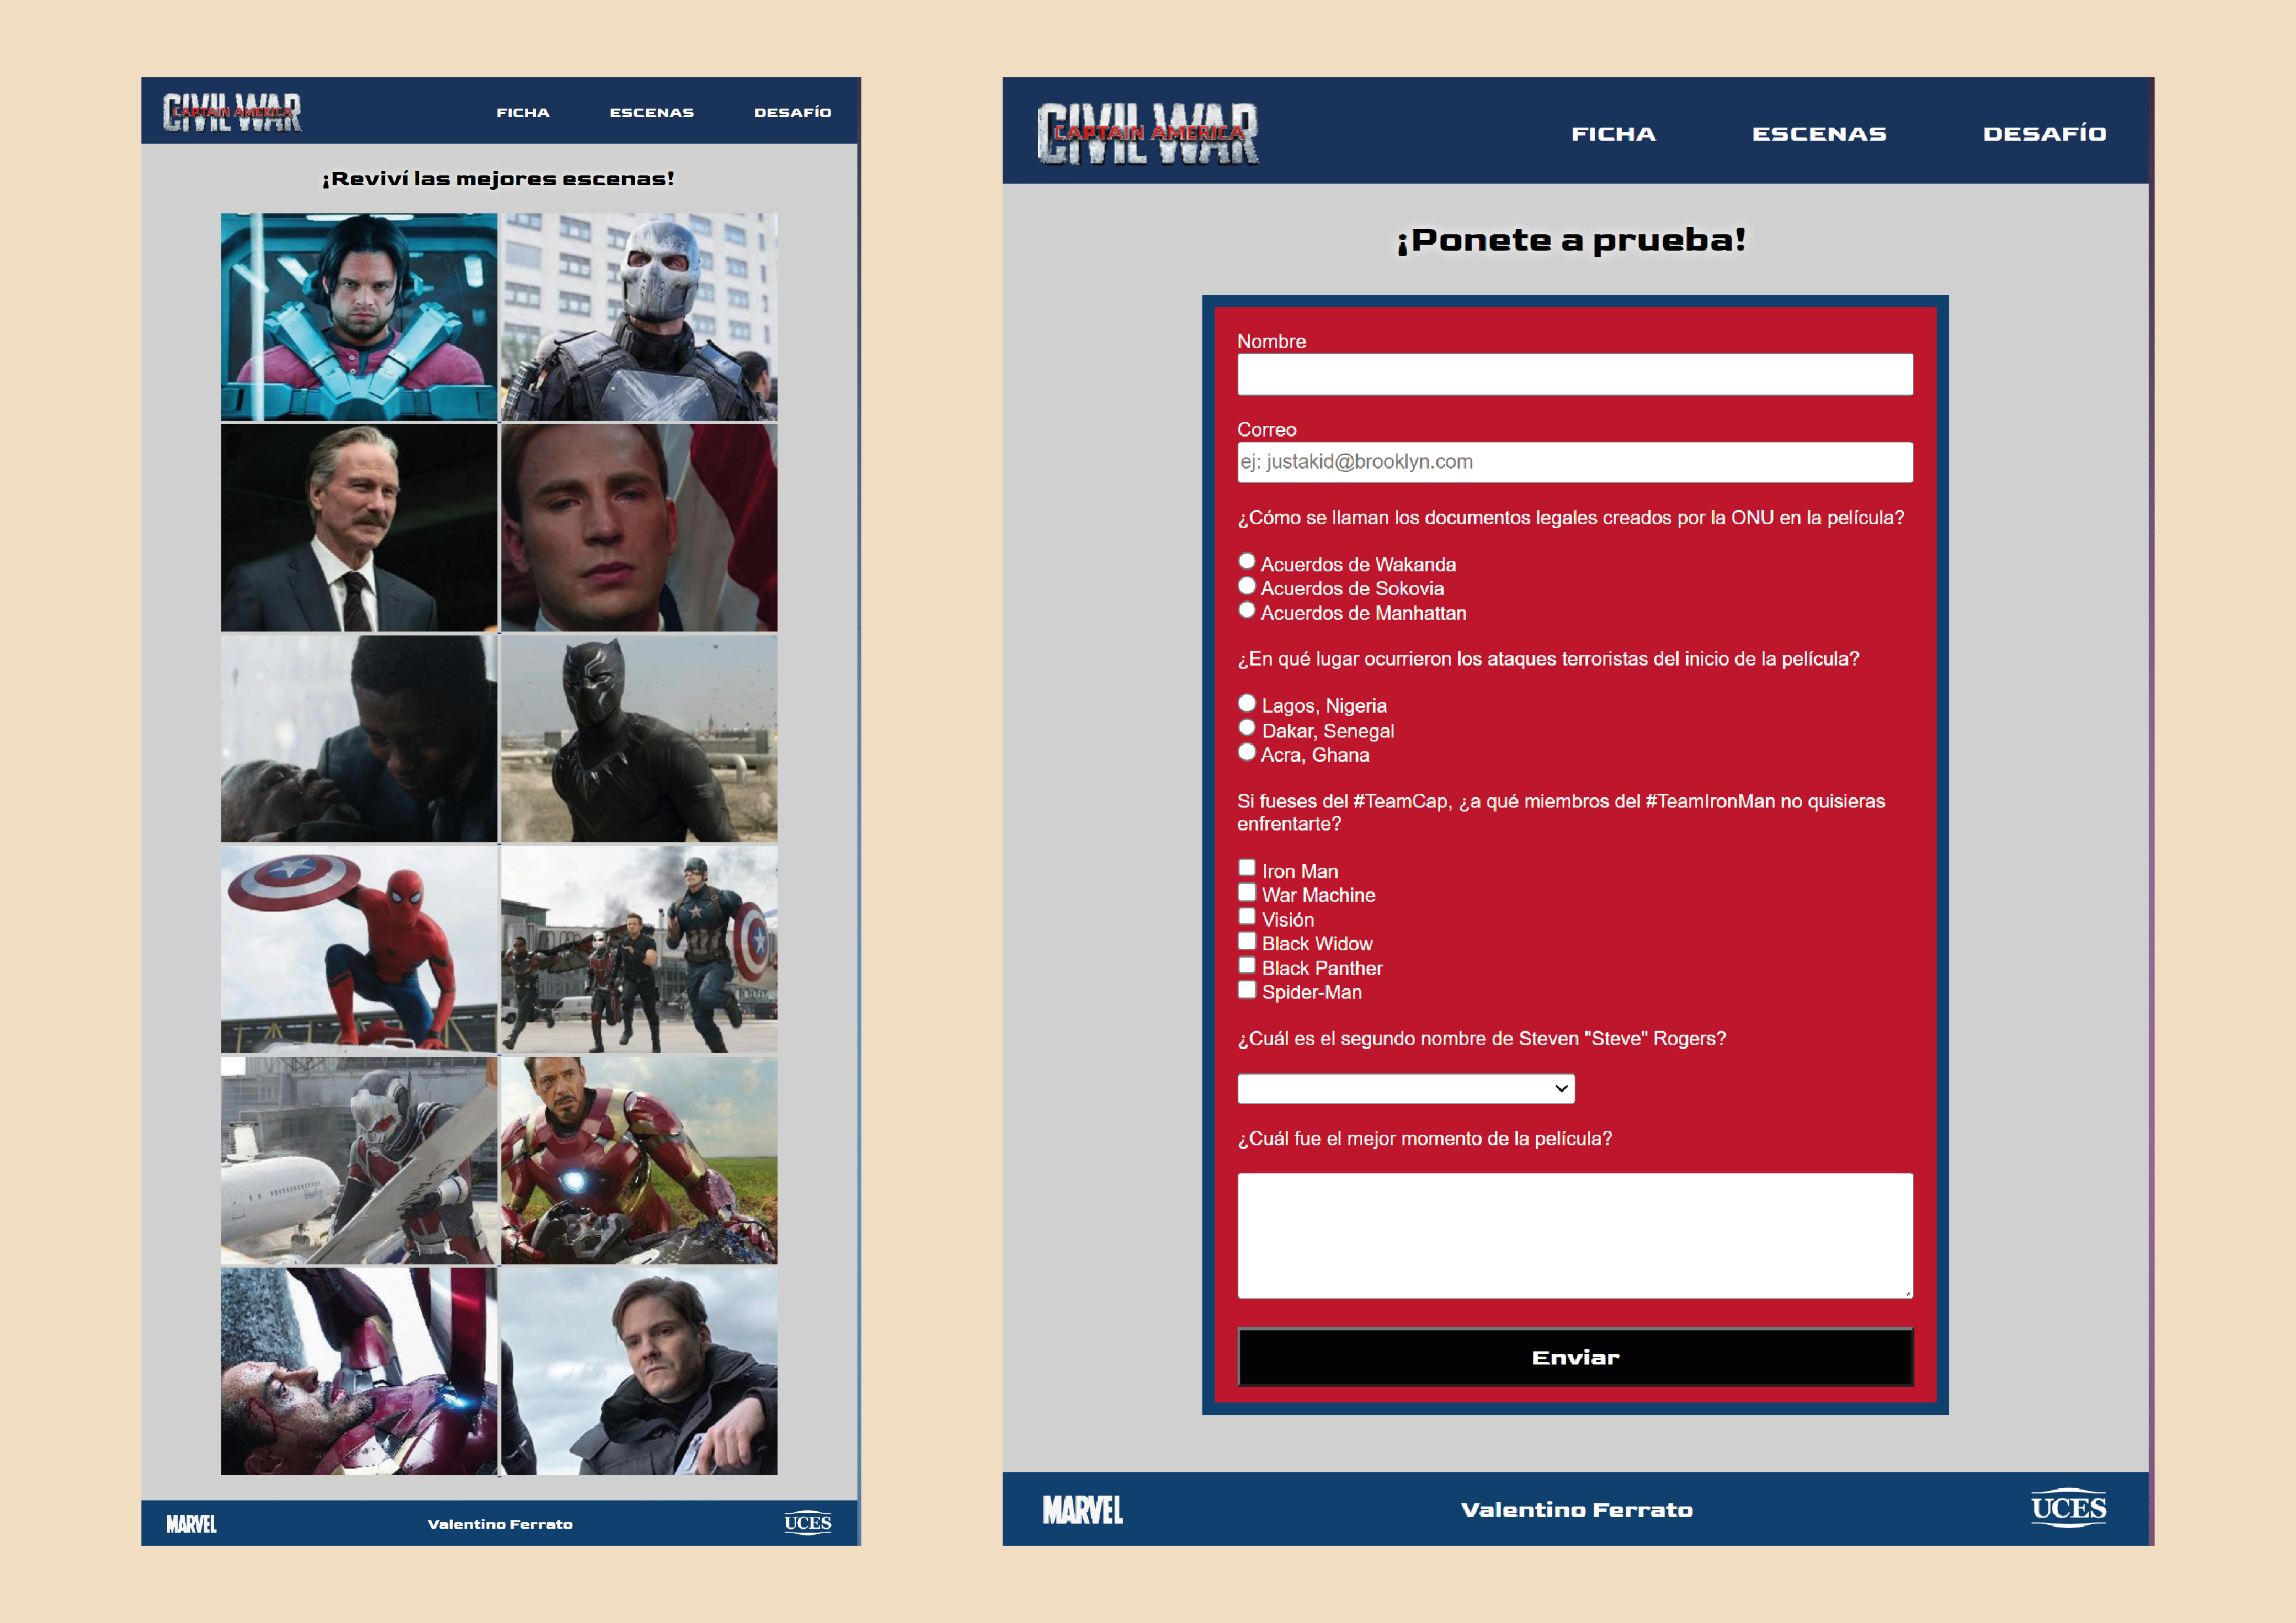 CIVIL WAR
CAPTAIN AMERICA
FICHA ESCENAS DESAFÍO
¡Reviví las mejores escenas!
MARVEL Valentino Ferrato UCES
CIVIL WAR
CAPTAIN AMERICA
FICHA ESCENAS DESAFÍO
¡Ponete a prueba!
Nombre
Correo
ej: justakid@brooklyn.com
¿Cómo se llaman los documentos legales creados por la ONU en la película?
Acuerdos de Wakanda
Acuerdos de Sokovia
Acuerdos de Manhattan
¿En qué lugar ocurrieron los ataques terroristas del inicio de la película?
Lagos, Nigeria
Dakar, Senegal
Acra, Ghana
Si fueses del #TeamCap, ¿a qué miembros del #TeamIronMan no quisieras
enfrentarte?
Iron Man
War Machine
Visión
Black Widow
Black Panther
Spider-Man
¿Cuál es el segundo nombre de Steven "Steve" Rogers?
¿Cuál fue el mejor momento de la película?
Enviar
MARVEL Valentino Ferrato UCES